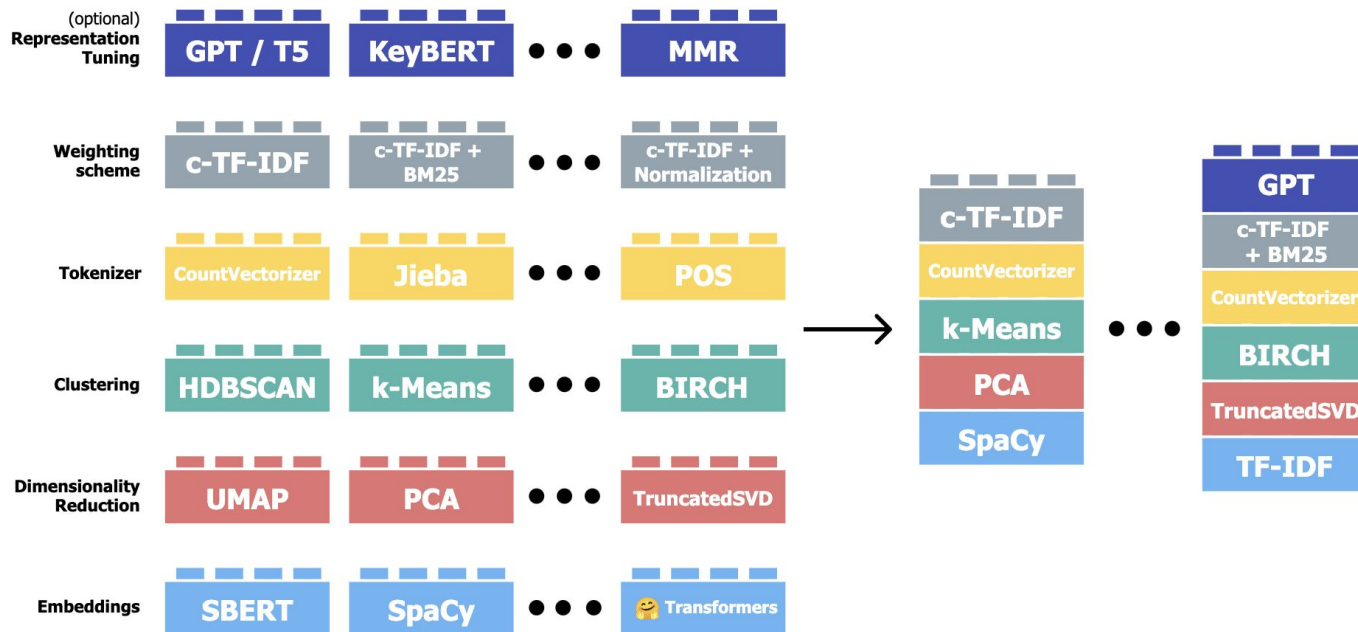 (optional)
Representation
Tuning
GPT / T5
KeyBERT
MMR
Weighting
scheme
c-TF-IDF
c-TF-IDF +
BM25
c-TF-IDF +
Normalization
Tokenizer
CountVectorizer
Jieba
POS
Clustering
HDBSCAN
k-Means
BIRCH
Dimensionality
Reduction
UMAP
PCA
TruncatedSVD
Embeddings
SBERT
SpaCy
🤗 Transformers
c-TF-IDF
CountVectorizer
k-Means
PCA
SpaCy
GPT
c-TF-IDF
+ BM25
CountVectorizer
BIRCH
TruncatedSVD
TF-IDF